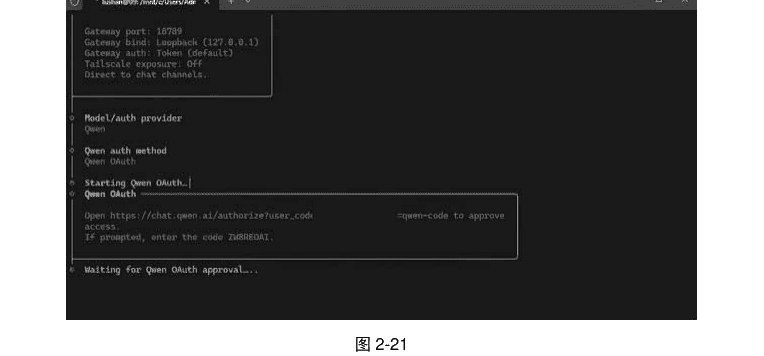 Gateway port: 18789
Gateway bind: Loopback (127.0.0.1)
Gateway auth: Token (default)
Tailscale exposure: Off
Direct to chat channels.
Model/auth provider
Qwen
Qwen auth method
Qwen OAuth
Starting Qwen OAuth…
Qwen OAuth
Open https://chat.qwen.ai/authorize?user_code =qwen-code to approve
access.
If prompted, enter the code ZW8REOAI.
Waiting for Qwen OAuth approval…..
图 2-21